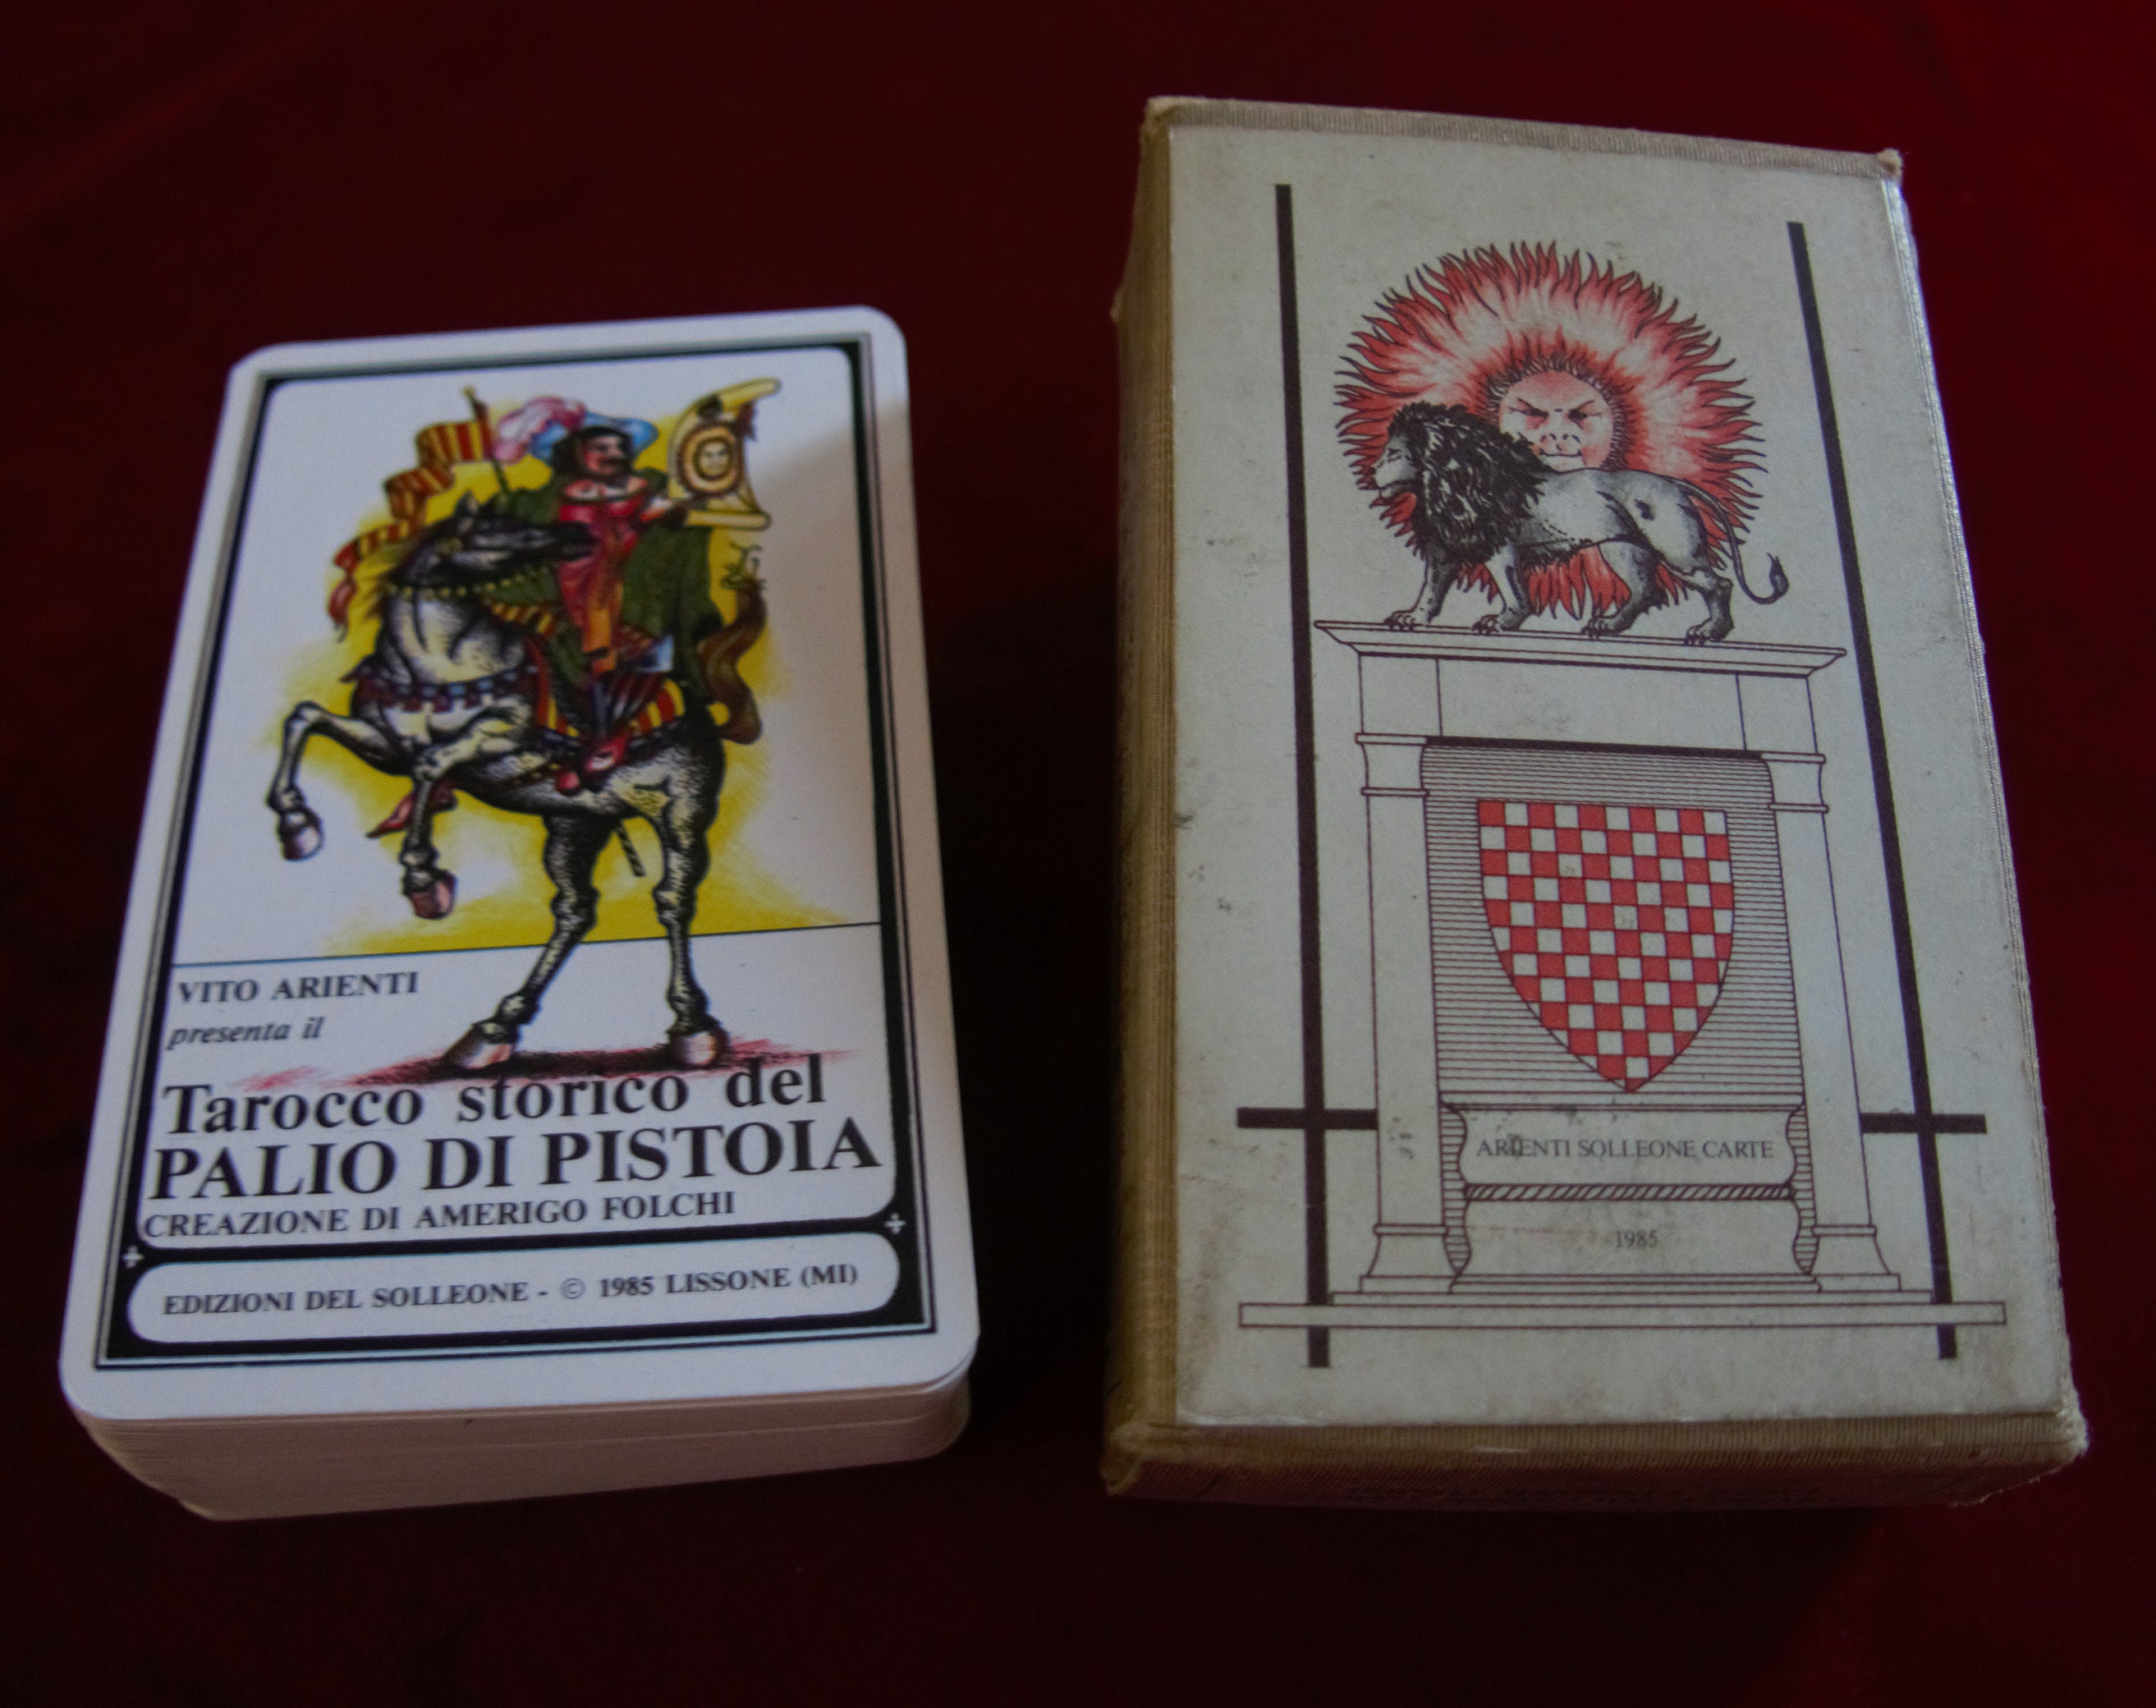 VITO ARIENTI
presenta il
Tarocco storico del
PALIO DI PISTOIA
CREAZIONE DI AMERIGO FOLCHI
EDIZIONI DEL SOLLEONE - © 1985 LISSONE (MI)
ARIENTI SOLLEONE CARTE
1985